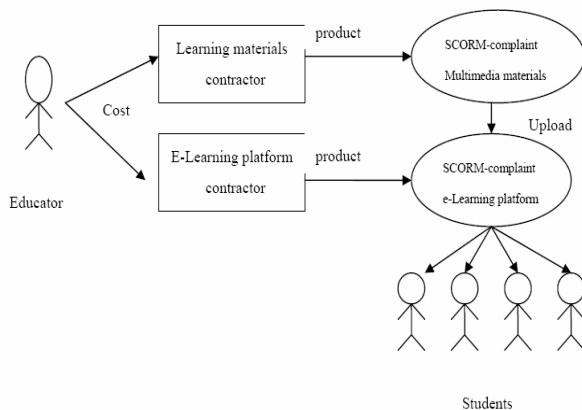 Learning materials
contractor
product
SCORM-complaint
Multimedia materials
Cost
Upload
E-Learning platform
contractor
product
SCORM-complaint
e-Learning platform
Educator
Students